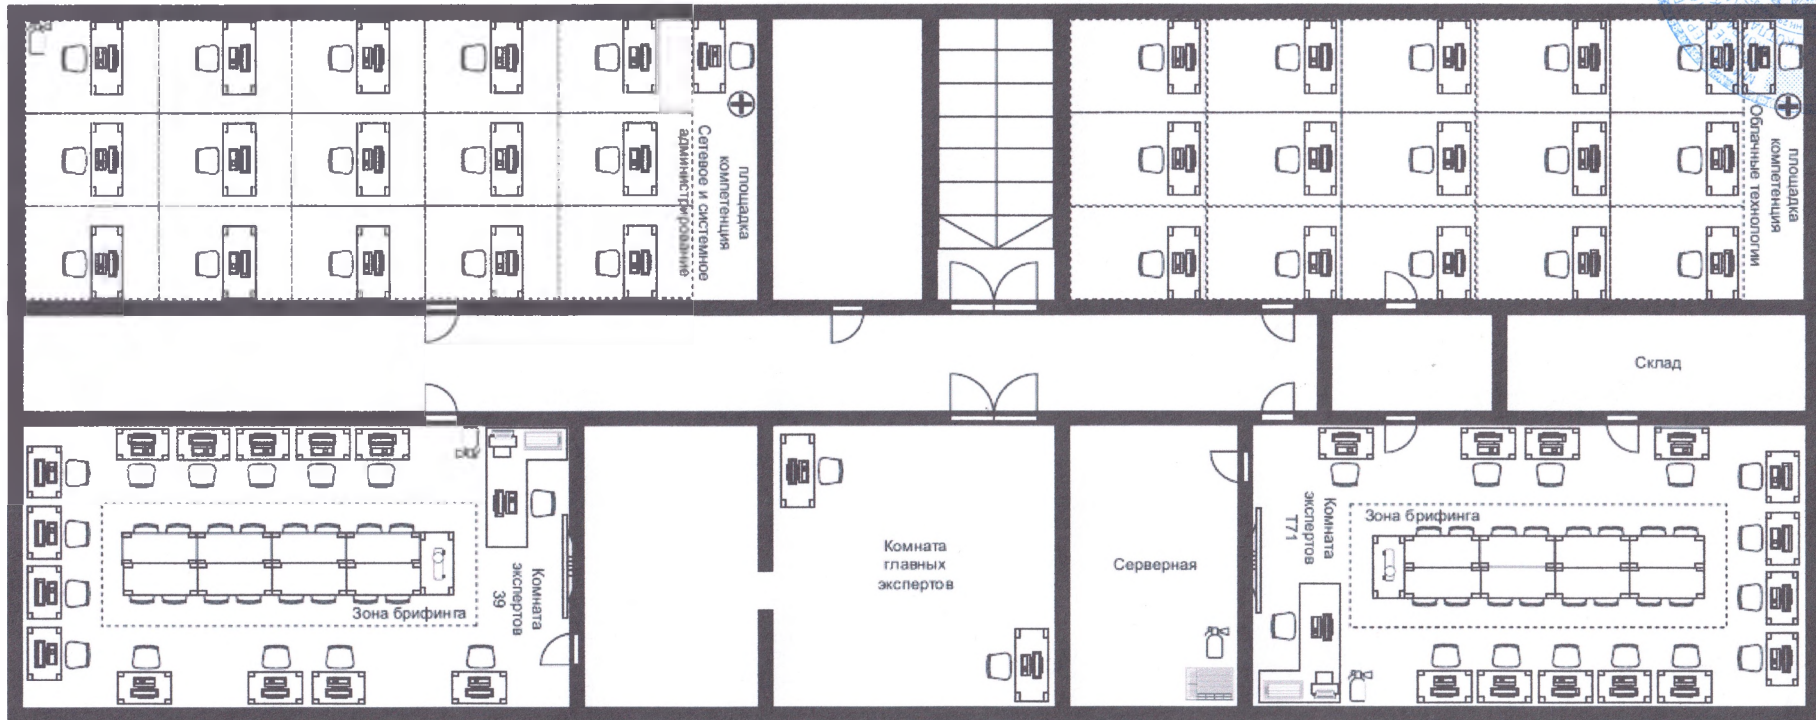 площадка
компетенция
Сетевое и системное
администрирование
площадка
компетенция
Облачные технологии
Склад
Комната
экспертов
39
Зона брифинга
Комната
главных
экспертов
Серверная
Комната
экспертов
T71
Зона брифинга